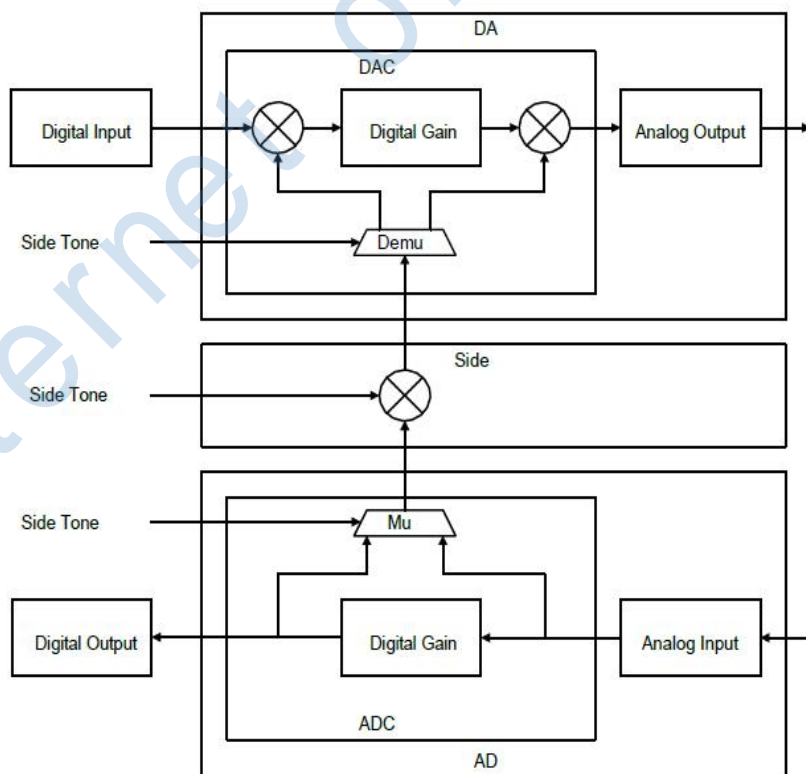 DA
DAC
Digital Input
Digital Gain
Analog Output
Side Tone
Demu
Side
Side Tone
Side Tone
Mu
Digital Output
Digital Gain
Analog Input
ADC
AD
ternet o